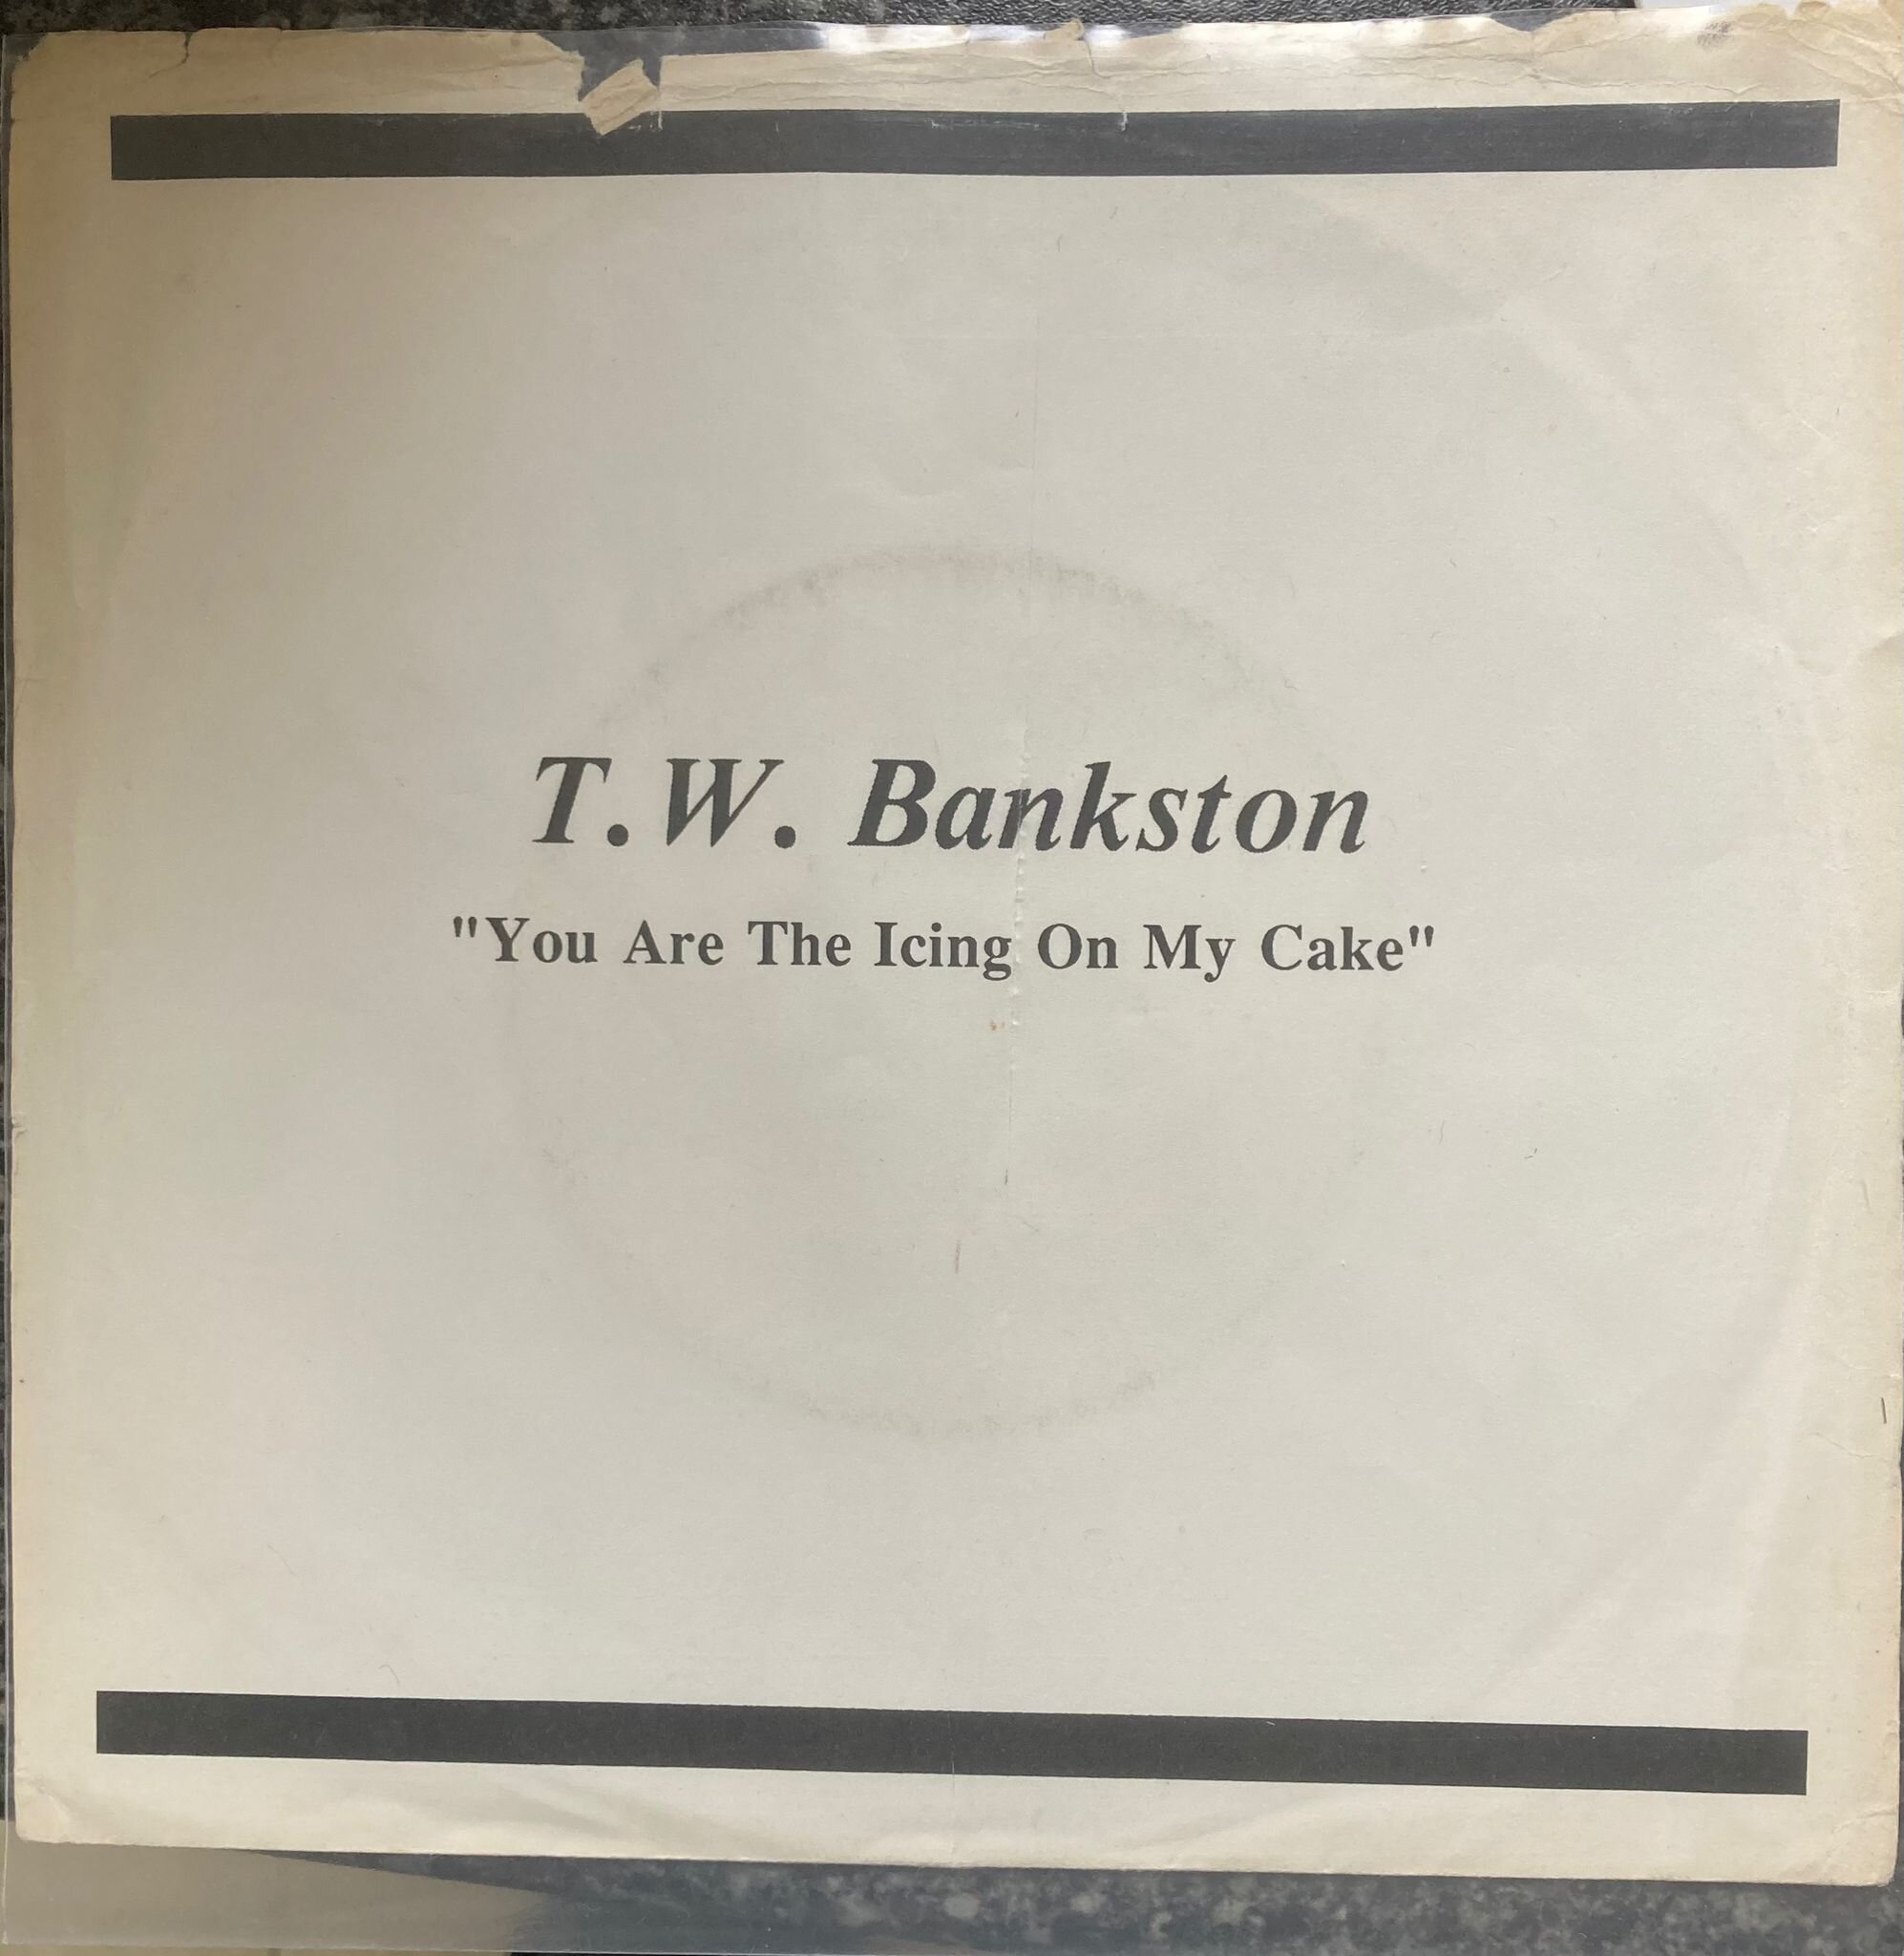 T.W. Bankston
"You Are The Icing On My Cake"